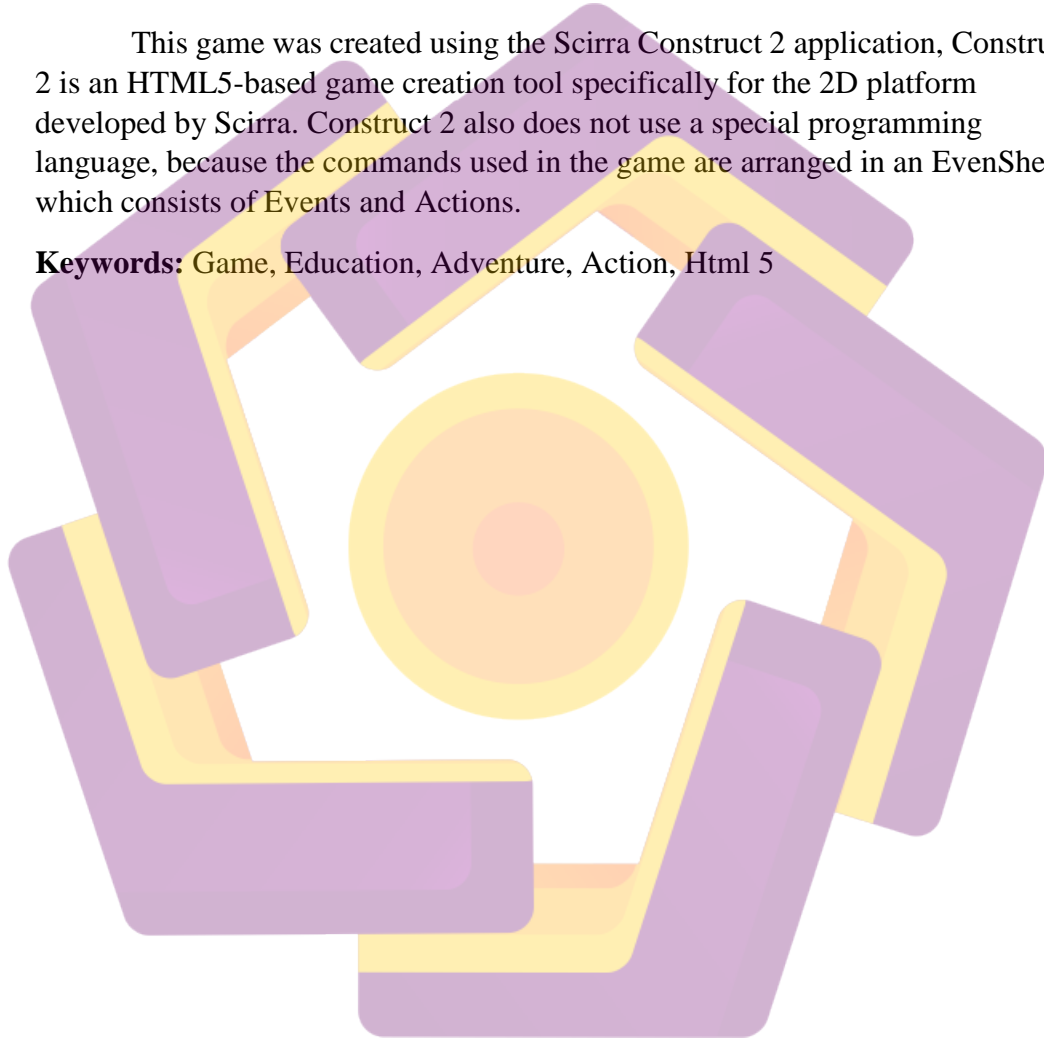 This game was created using the Scirra Construct 2 application, Constru
2 is an HTML5-based game creation tool specifically for the 2D platform
developed by Scirra. Construct 2 also does not use a special programming
language, because the commands used in the game are arranged in an EvenShe
which consists of Events and Actions.
Keywords: Game, Education, Adventure, Action, Html 5